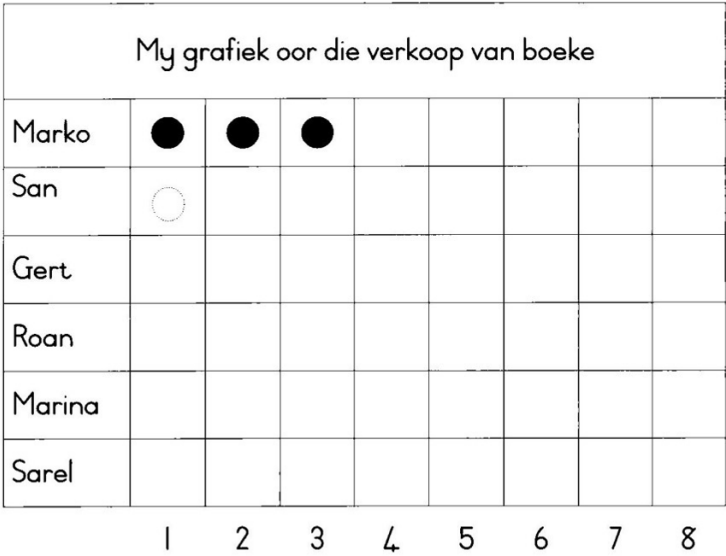 My grafiek oor die verkoop van boeke
Marko
San
Gert
Roan
Marina
Sarel
1 2 3 4 5 6 7 8